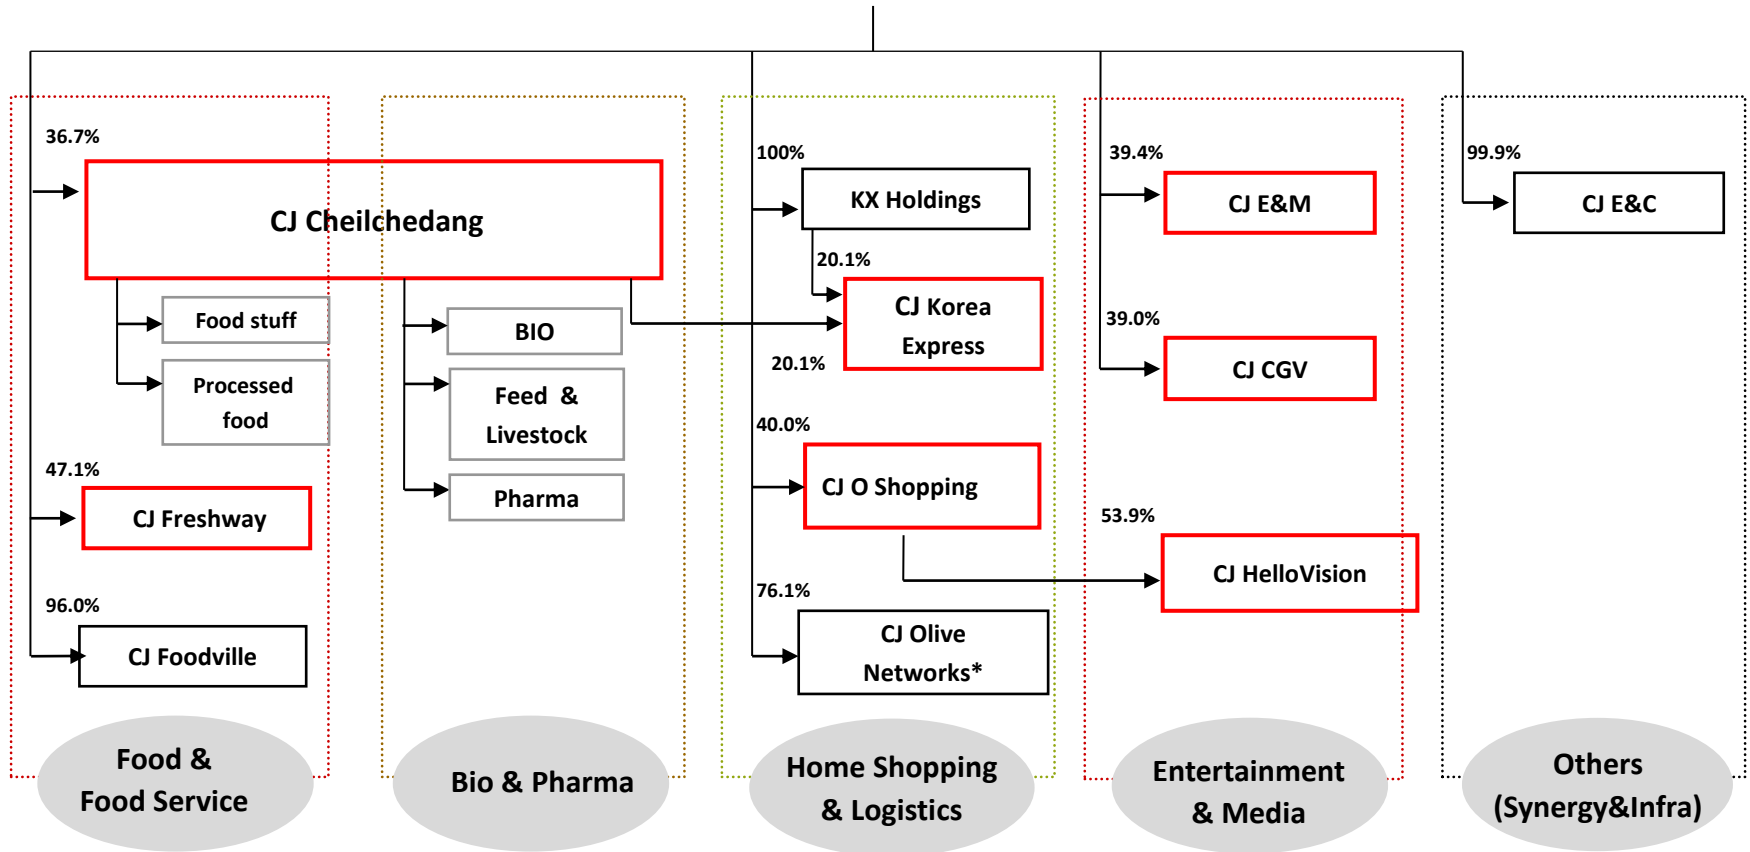 36.7%
CJ Cheilchedang
Food stuff
Processed
food
47.1%
CJ Freshway
96.0%
CJ Foodville
Food &
Food Service
BIO
Feed &
Livestock
Pharma
Bio & Pharma
100%
KX Holdings
20.1%
CJ Korea
Express
20.1%
40.0%
CJ O Shopping
76.1%
CJ Olive
Networks*
Home Shopping
& Logistics
39.4%
CJ E&M
39.0%
CJ CGV
53.9%
CJ HelloVision
Entertainment
& Media
99.9%
CJ E&C
Others
(Synergy&Infra)